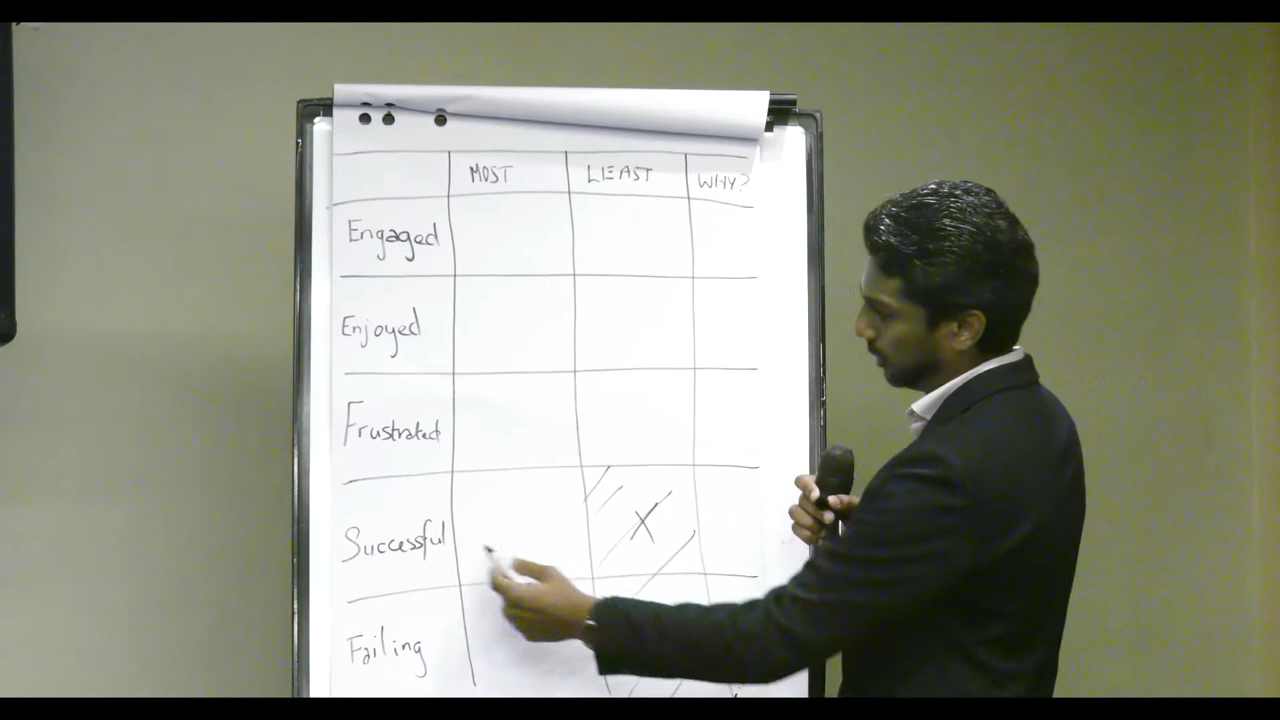 MOST LEAST WHY?
Engaged
Enjoyed
Frustrated
Successful X
Failing